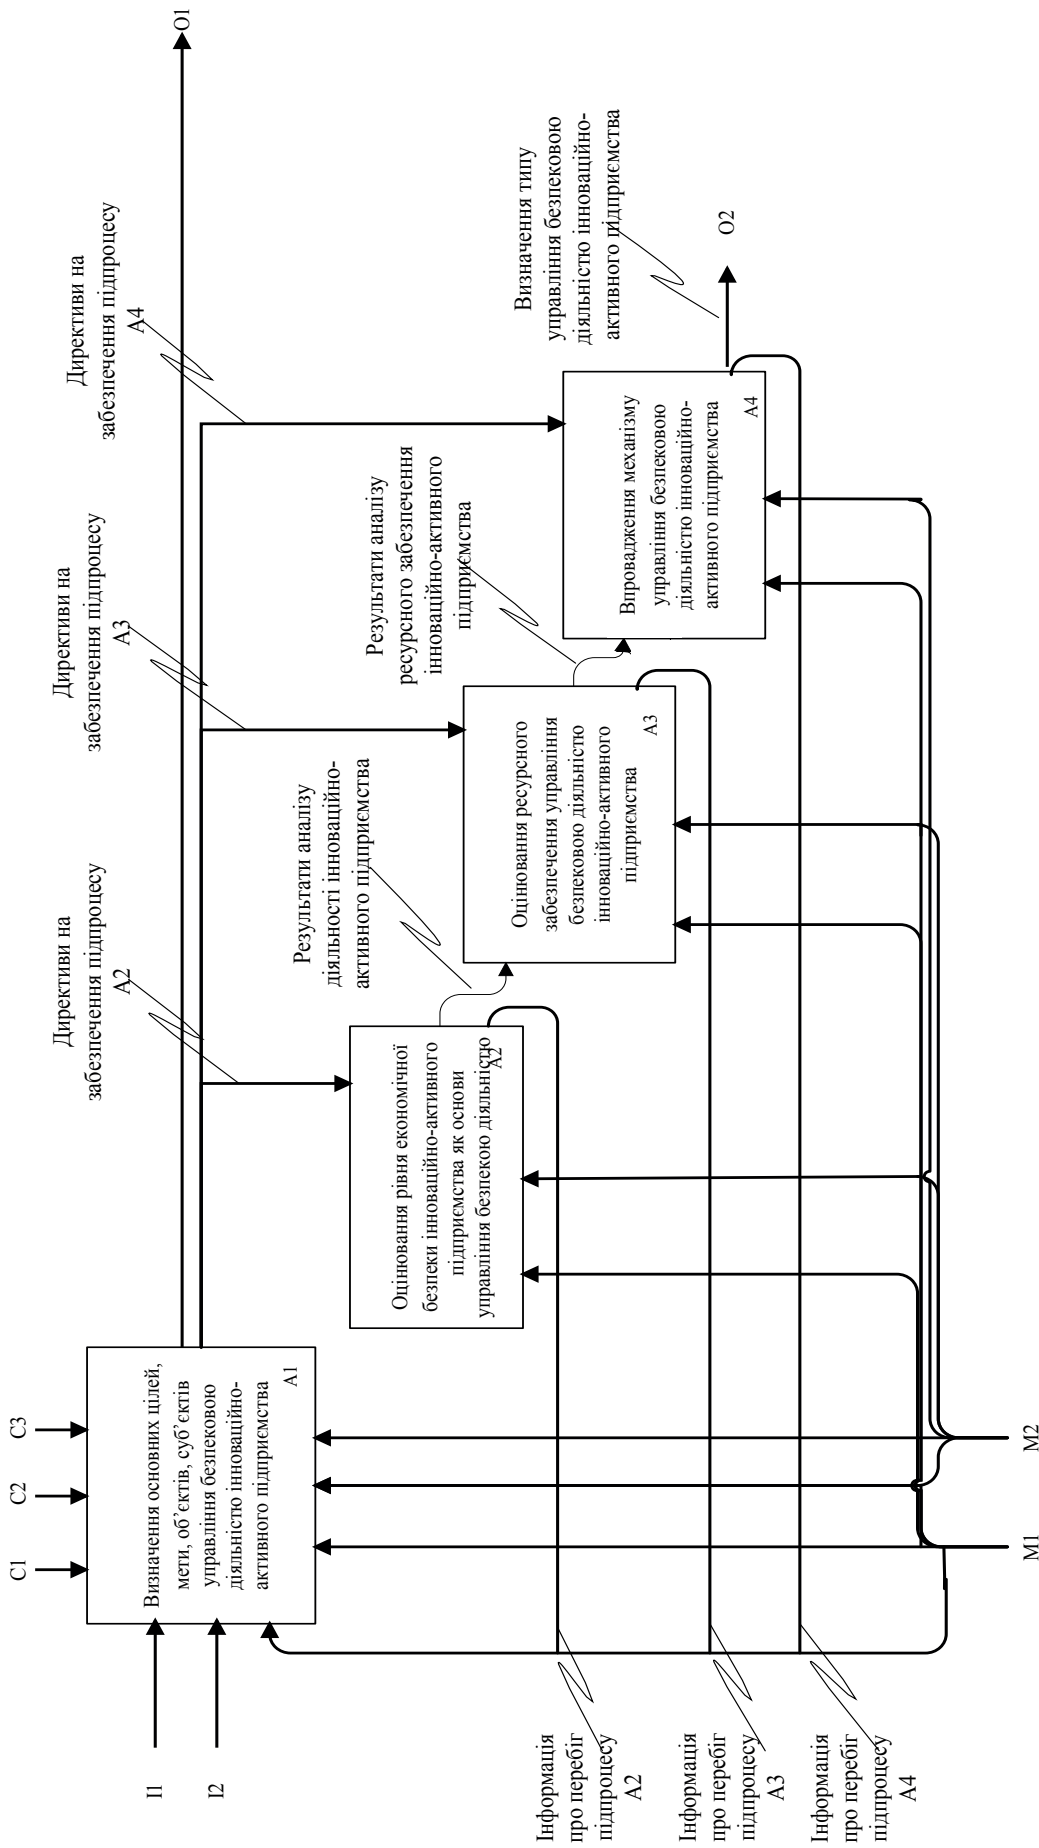 C1
C2
C3
I1
I2
O1
Визначення основних цілей,
мети, об’єктів, суб’єктів
управління безпековою
діяльністю інноваційно-
активного підприємства
A1
Директиви на
забезпечення підпроцесу
A2
Директиви на
забезпечення підпроцесу
A3
Директиви на
забезпечення підпроцесу
A4
Оцінювання рівня економічної
безпеки інноваційно-активного
підприємства як основи
управління безпекою діяльністю
A2
Результати аналізу
діяльності інноваційно-
активного підприємства
Оцінювання ресурсного
забезпечення управління
безпековою діяльністю
інноваційно-активного
підприємства
A3
Результати аналізу
ресурсного забезпечення
інноваційно-активного
підприємства
Впровадження механізму
управління безпековою
діяльністю інноваційно-
активного підприємства
A4
Визначення типу
управління безпековою
діяльністю інноваційно-
активного підприємства
O2
Інформація
про перебіг
підпроцесу
A2
Інформація
про перебіг
підпроцесу
A3
Інформація
про перебіг
підпроцесу
A4
M1
M2